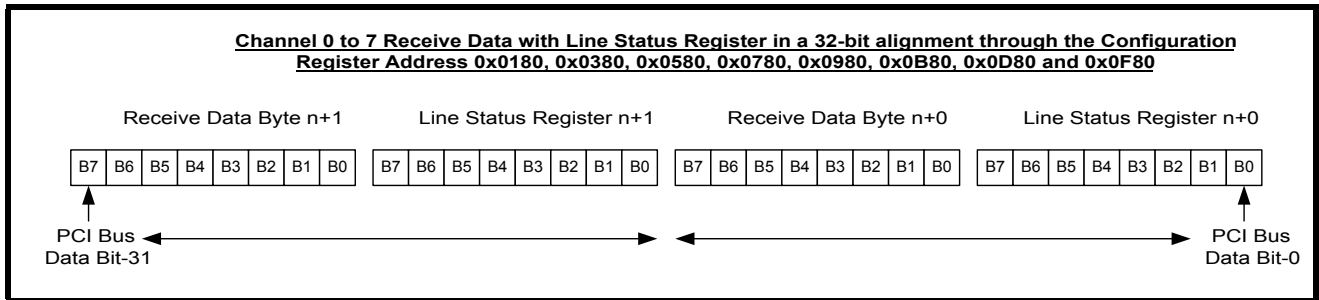 Channel 0 to 7 Receive Data with Line Status Register in a 32-bit alignment through the Configuration
Register Address 0x0180, 0x0380, 0x0580, 0x0780, 0x0980, 0x0B80, 0x0D80 and 0x0F80
Receive Data Byte n+1 Line Status Register n+1 Receive Data Byte n+0 Line Status Register n+0
B7 B6 B5 B4 B3 B2 B1 B0 B7 B6 B5 B4 B3 B2 B1 B0 B7 B6 B5 B4 B3 B2 B1 B0 B7 B6 B5 B4 B3 B2 B1 B0
PCI Bus PCI Bus
Data Bit-31 Data Bit-0